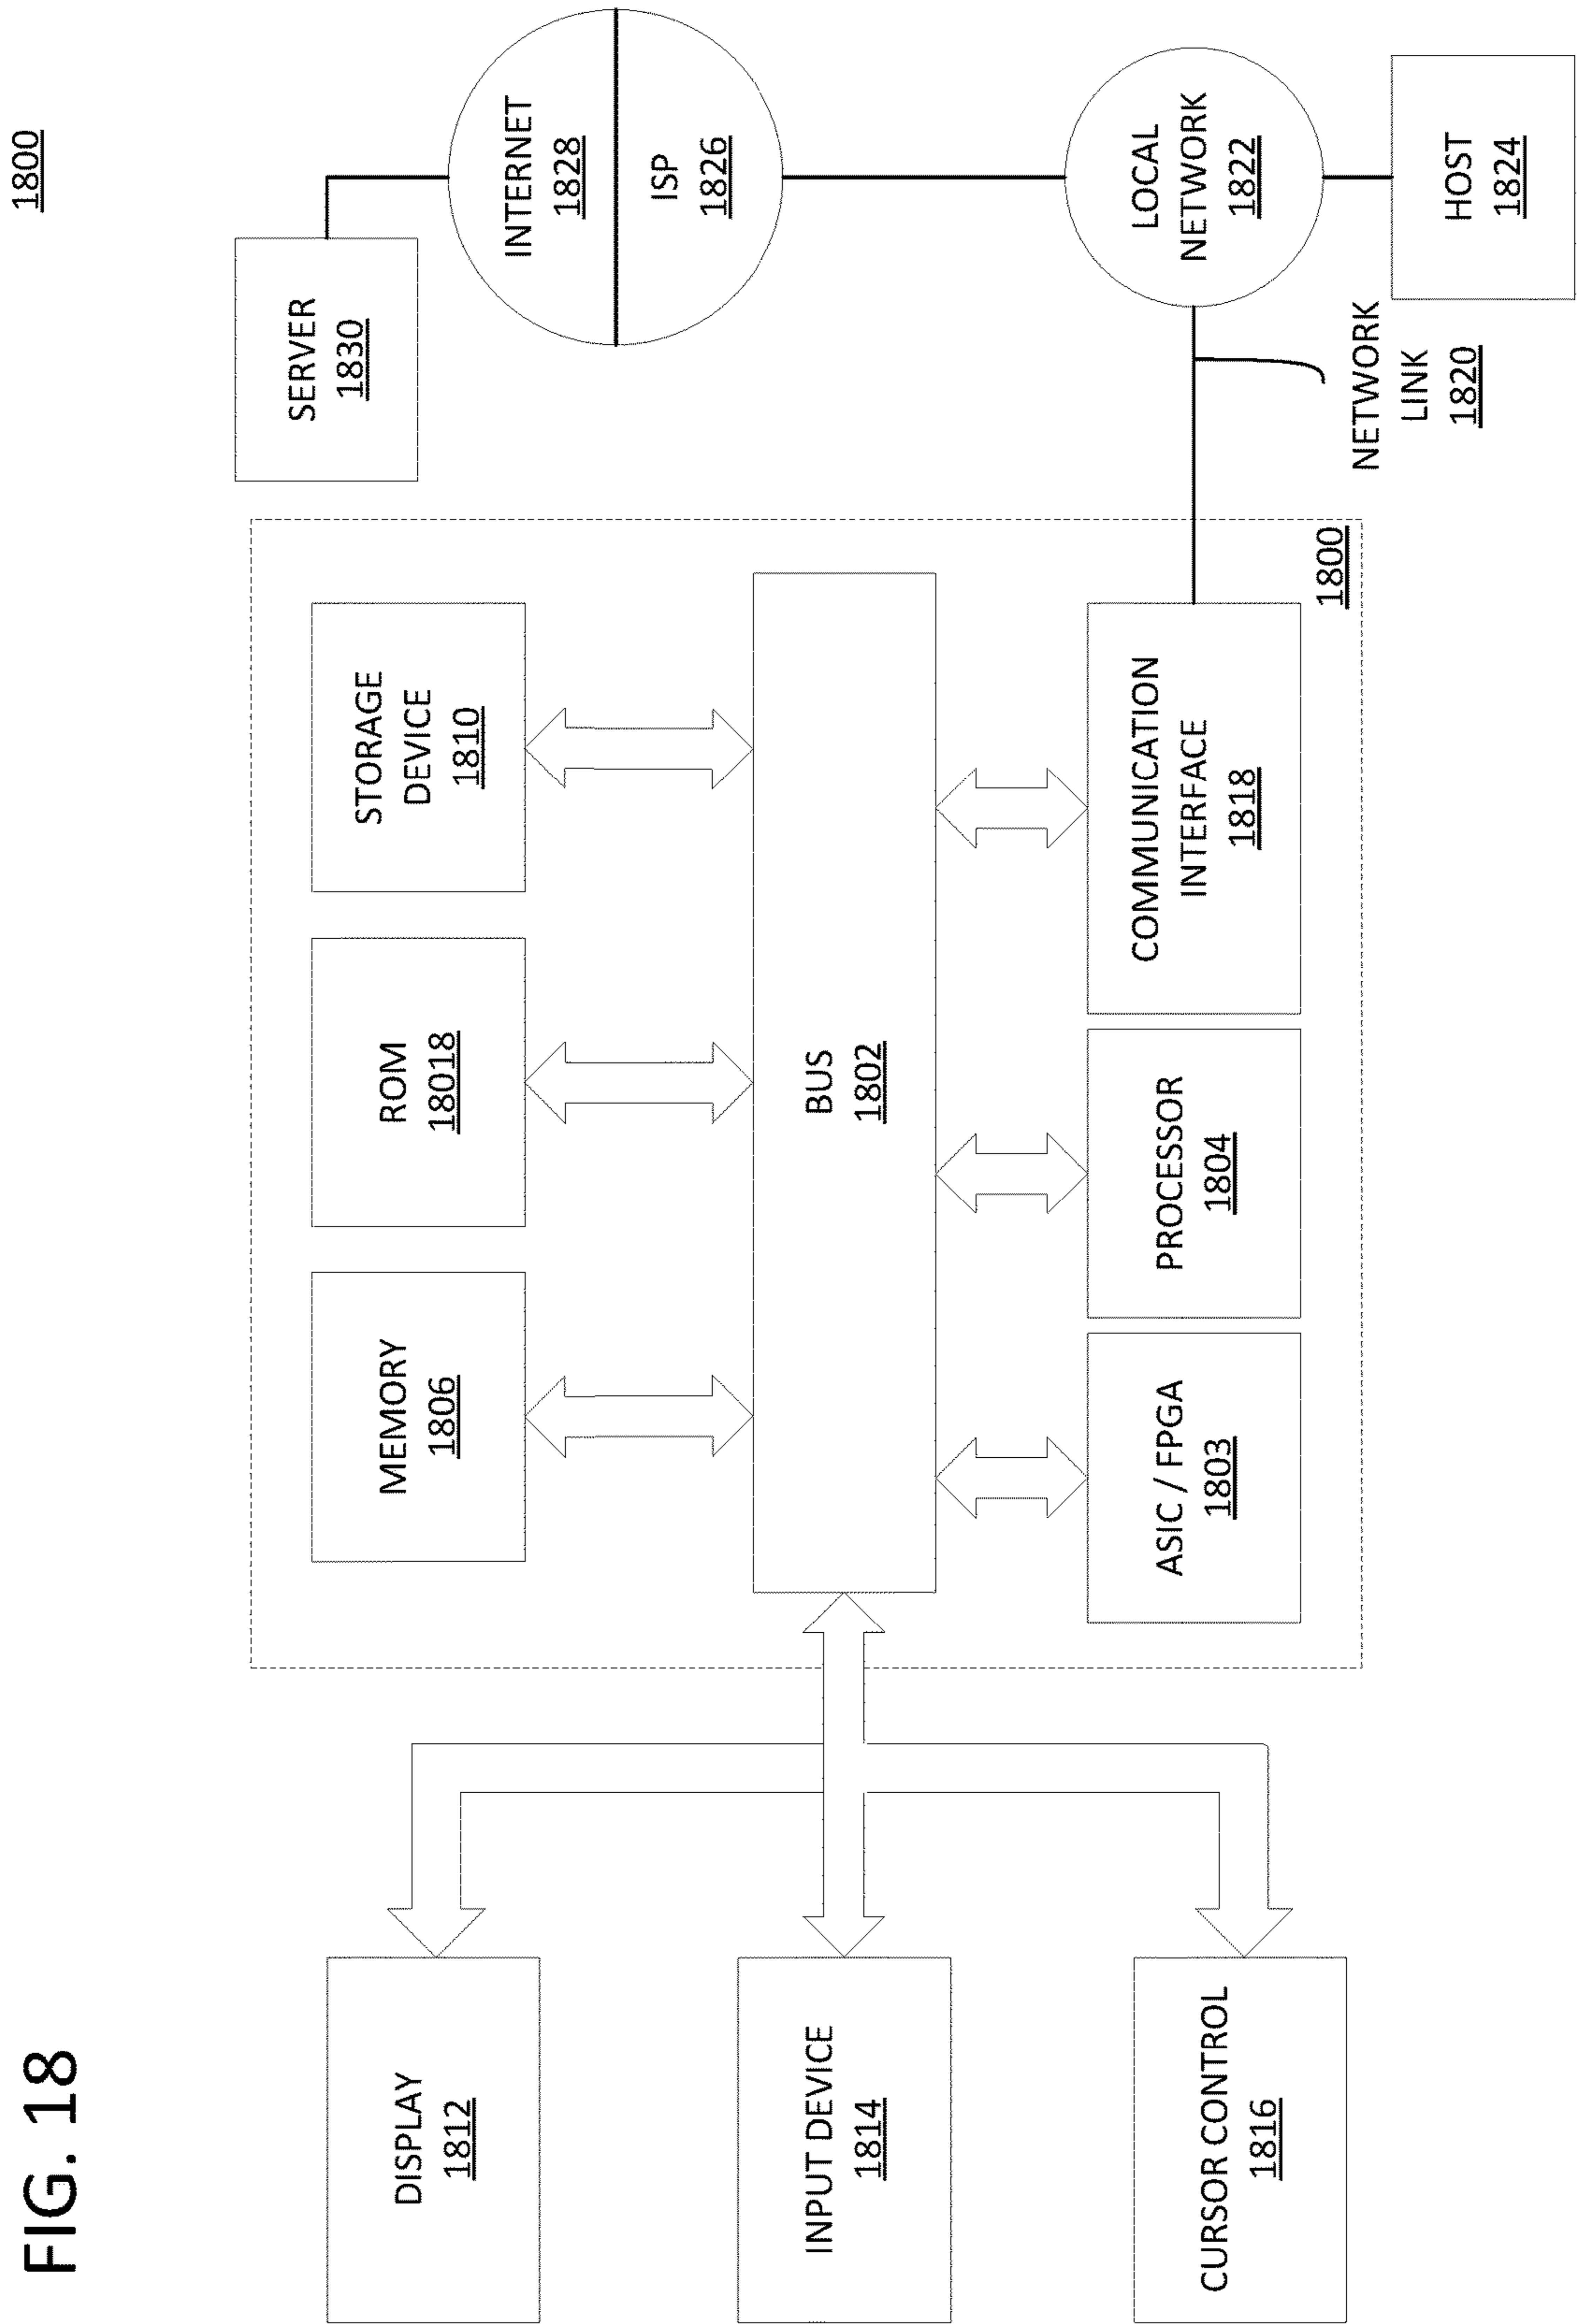 FIG. 18
1800
DISPLAY
1812
INPUT DEVICE
1814
CURSOR CONTROL
1816
MEMORY
1806
ROM
18018
STORAGE
DEVICE
1810
BUS
1802
ASIC / FPGA
1803
PROCESSOR
1804
COMMUNICATION
INTERFACE
1818
1800
SERVER
1830
INTERNET
1828
ISP
1826
LOCAL
NETWORK
1822
NETWORK
LINK
1820
HOST
1824